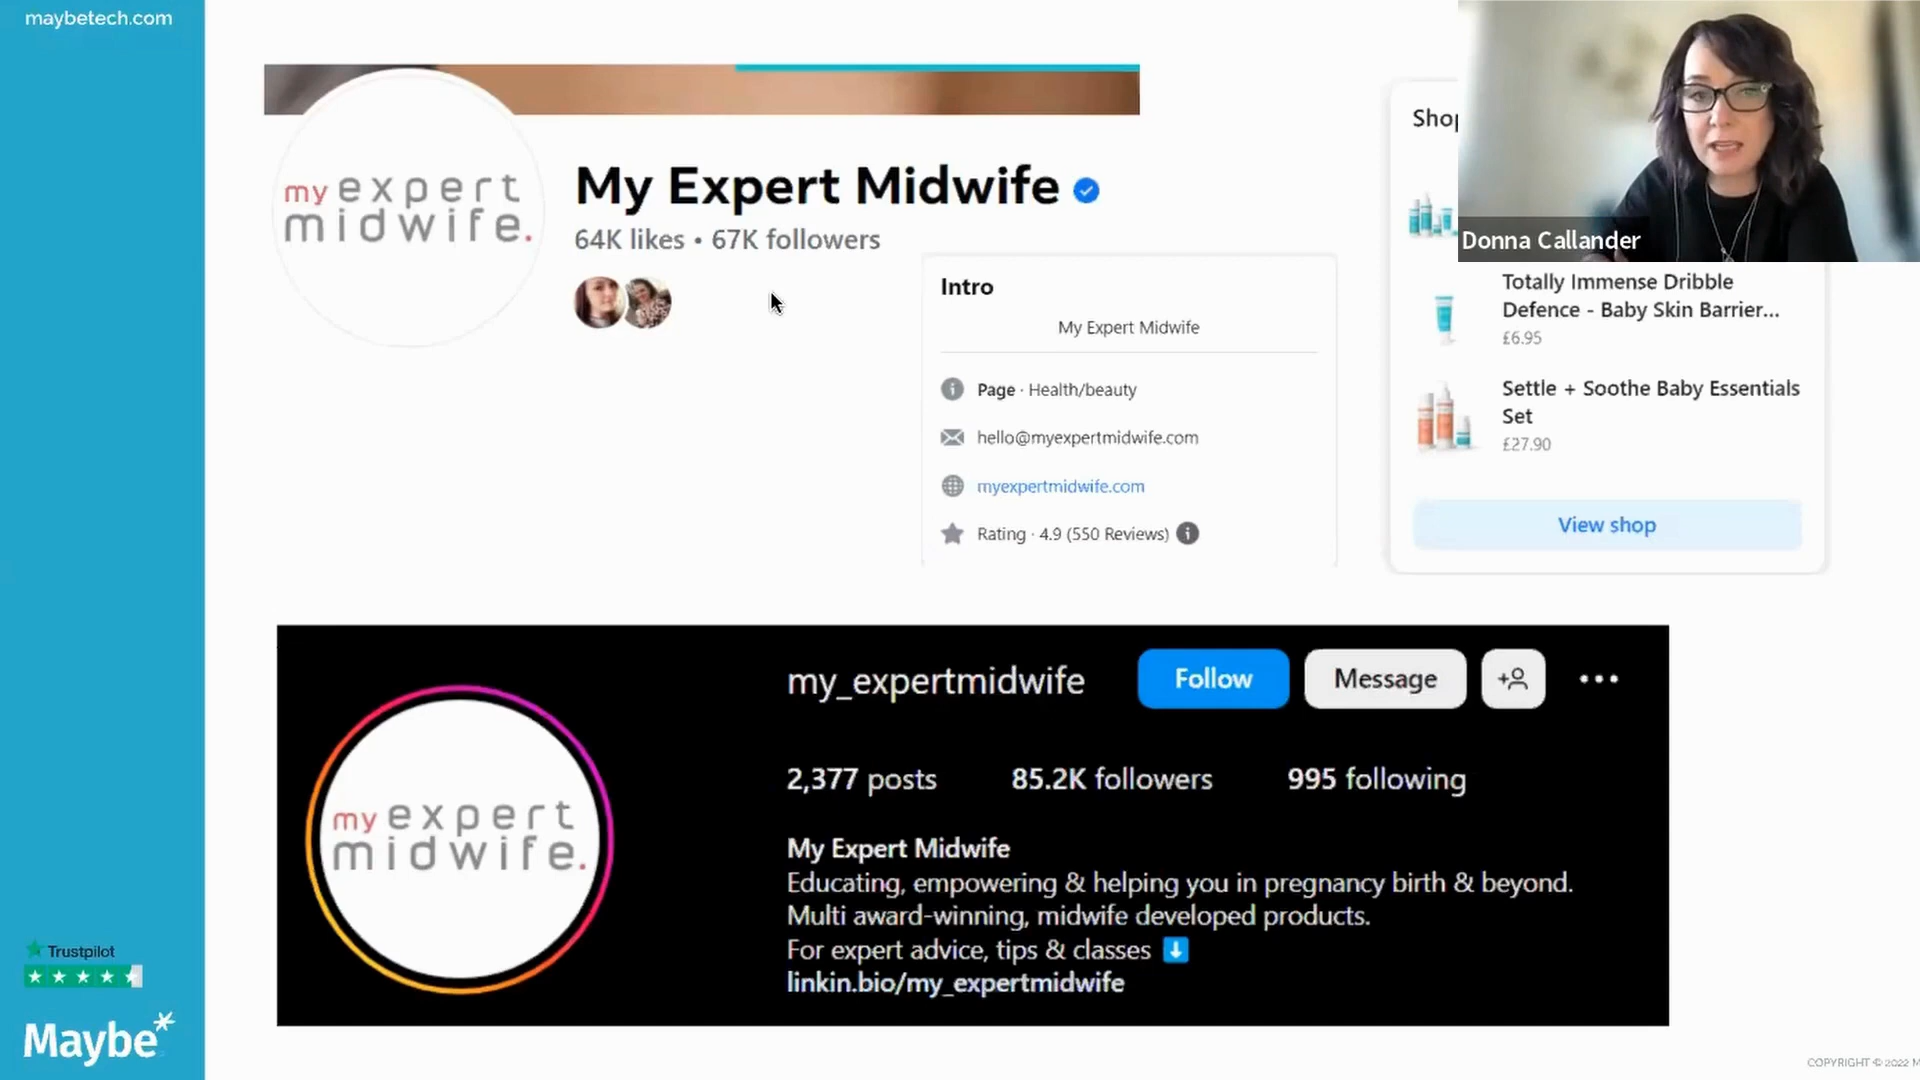 maybetech.com
my expert
midwife.
My Expert Midwife
64K likes • 67K followers
Intro
My Expert Midwife
Page · Health/beauty
hello@myexpertmidwife.com
myexpertmidwife.com
Rating · 4.9 (550 Reviews)
Donna Callander
Totally Immense Dribble
Defence - Baby Skin Barrier...
£6.95
Settle + Soothe Baby Essentials
Set
£27.90
View shop
my_expertmidwife
Follow
Message
2,377 posts
85.2K followers
995 following
my expert
midwife.
My Expert Midwife
Educating, empowering & helping you in pregnancy birth & beyond.
Multi award-winning, midwife developed products.
For expert advice, tips & classes ⬇️
linkin.bio/my_expertmidwife
Trustpilot
Maybe*
COPYRIGHT © 2022